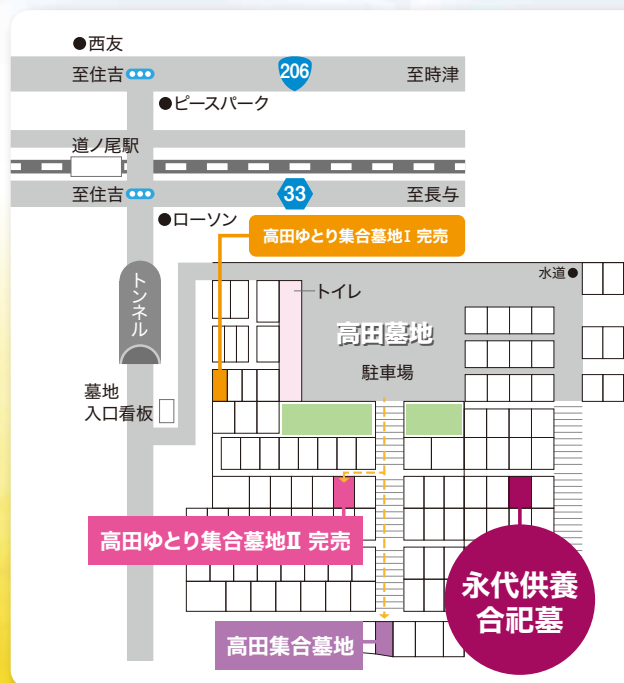 ●西友
至住吉
206
至時津
●ピースパーク
道ノ尾駅
至住吉
33
至長与
●ローソン
高田ゆとり集合墓地Ⅰ 完売
水道●
トイレ
トンネル
高田墓地
駐車場
墓地
入口看板
高田ゆとり集合墓地Ⅱ 完売
永代供養
合祀墓
高田集合墓地